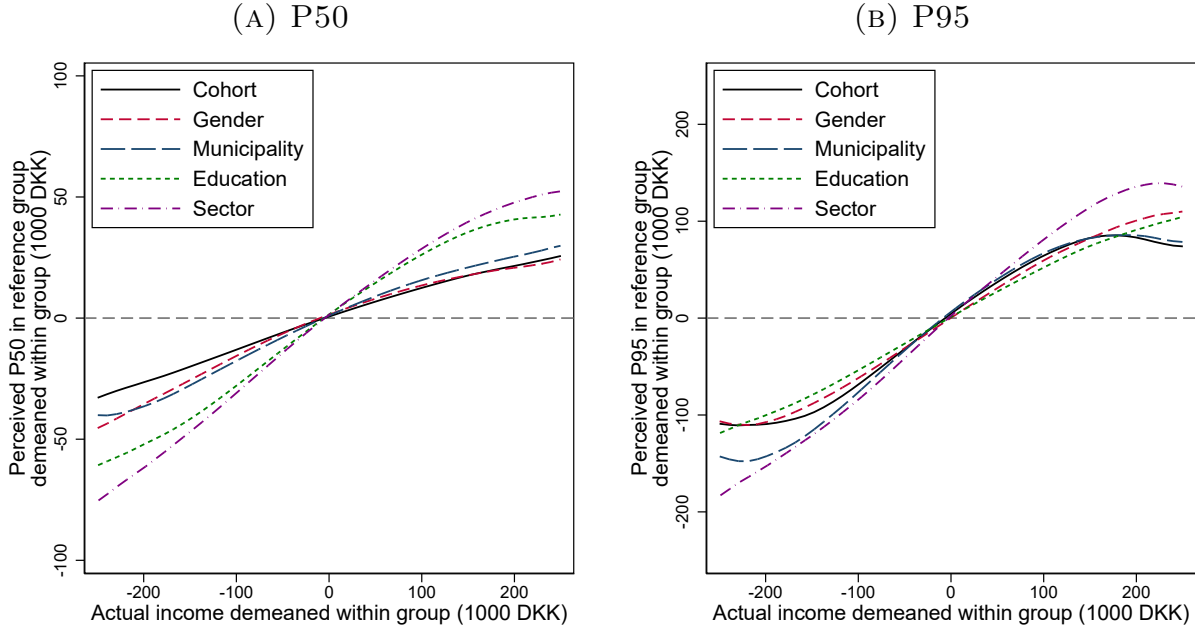 (A) P50
Perceived P50 in reference group
demeaned within group (1000 DKK)
100
50
0
-50
-100
Cohort
Gender
Municipality
Education
Sector
-200 -100 0 100 200
Actual income demeaned within group (1000 DKK)
(B) P95
Perceived P95 in reference group
demeaned within group (1000 DKK)
200
100
0
-100
-200
Cohort
Gender
Municipality
Education
Sector
-200 -100 0 100 200
Actual income demeaned within group (1000 DKK)